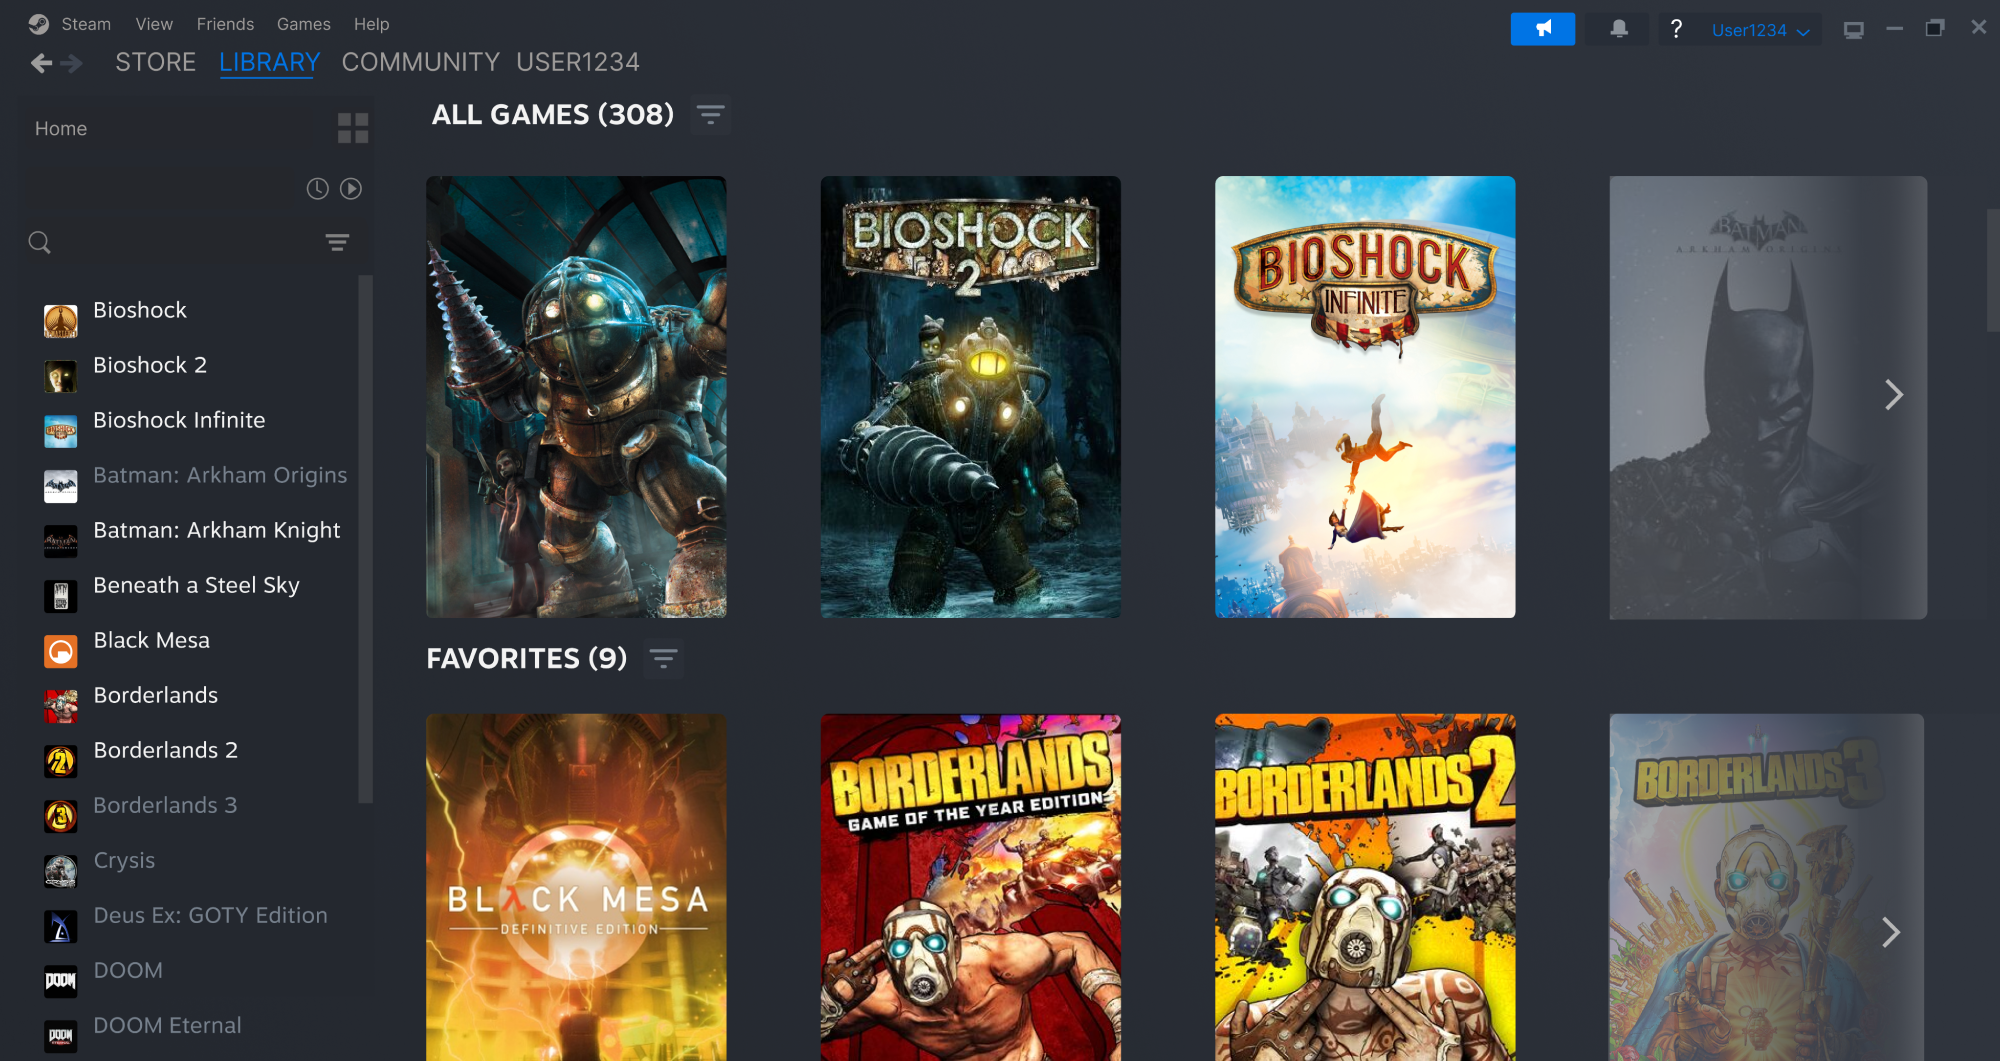 Steam View Friends Games Help
? User1234
STORE LIBRARY COMMUNITY USER1234
Home
Bioshock
Bioshock 2
Bioshock Infinite
Batman: Arkham Origins
Batman: Arkham Knight
Beneath a Steel Sky
Black Mesa
Borderlands
Borderlands 2
Borderlands 3
Crysis
Deus Ex: GOTY Edition
DOOM
DOOM
DOOM
DOOM Eternal
ALL GAMES (308)
BIOSHOCK
2
BIOSHOCK
INFINITE
BATMAN
ARKHAM ORIGINS
FAVORITES (9)
BLACK MESA
DEFINITIVE EDITION
BORDERLANDS
GAME OF THE YEAR EDITION
BORDERLANDS 2
BORDERLANDS 3